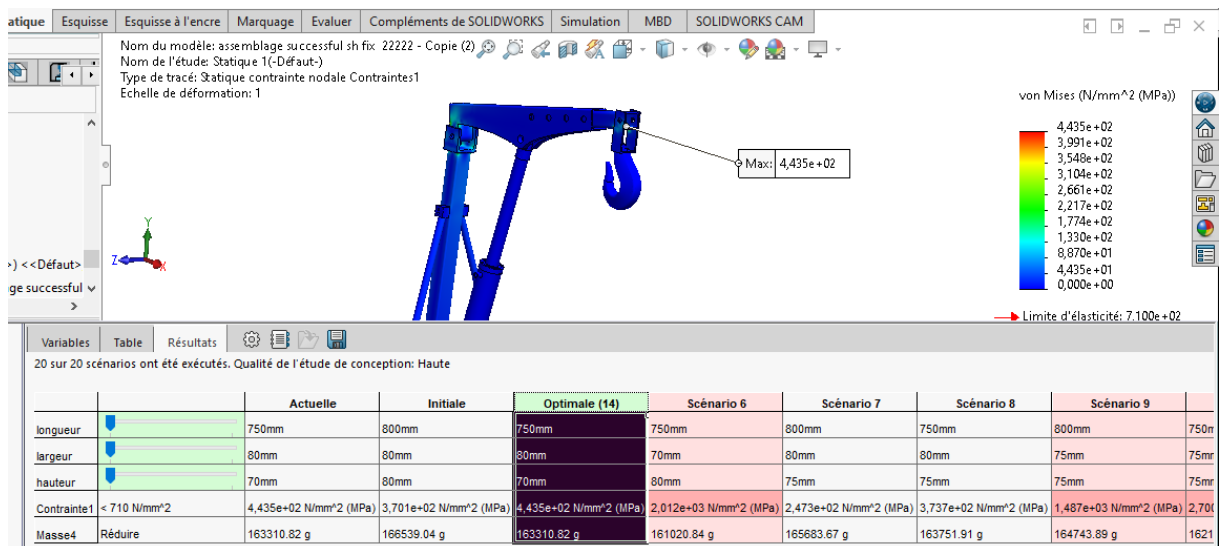 atique Esquisse Esquisse à l'encre Marquage Evaluer Compléments de SOLIDWORKS Simulation MBD SOLIDWORKS CAM
Nom du modèle: assemblage successful sh fix 22222 - Copie (2)
Nom de l'étude: Statique 1(-Défaut-)
Type de tracé: Statique contrainte nodale Contraintes1
Echelle de déformation: 1
von Mises (N/mm^2 (MPa))
4,435e+02
3,991e+02
3,548e+02
3,104e+02
2,661e+02
2,217e+02
1,774e+02
1,330e+02
8,870e+01
4,435e+01
0,000e+00
Limite d'élasticité: 7.100e+02
Max: 4,435e+02
Y
Z
X
>) <<Défaut>
ge successful
Variables Table Résultats
20 sur 20 scénarios ont été exécutés. Qualité de l'étude de conception: Haute
Actuelle Initiale Optimale (14) Scénario 6 Scénario 7 Scénario 8 Scénario 9
longueur 750mm 800mm 750mm 750mm 800mm 750mm 800mm 750m
largeur 80mm 80mm 80mm 70mm 80mm 80mm 75mm 75mm
hauteur 70mm 80mm 70mm 80mm 75mm 75mm 75mm 75mm
Contrainte1 < 710 N/mm^2 4,435e+02 N/mm^2 (MPa) 3,701e+02 N/mm^2 (MPa) 4,435e+02 N/mm^2 (MPa) 2,012e+03 N/mm^2 (MPa) 2,473e+02 N/mm^2 (MPa) 3,737e+02 N/mm^2 (MPa) 1,487e+03 N/mm^2 (MPa) 2,700
Masse4 Réduire 163310.82 g 166539.04 g 163310.82 g 161020.84 g 165683.67 g 163751.91 g 164743.89 g 1621